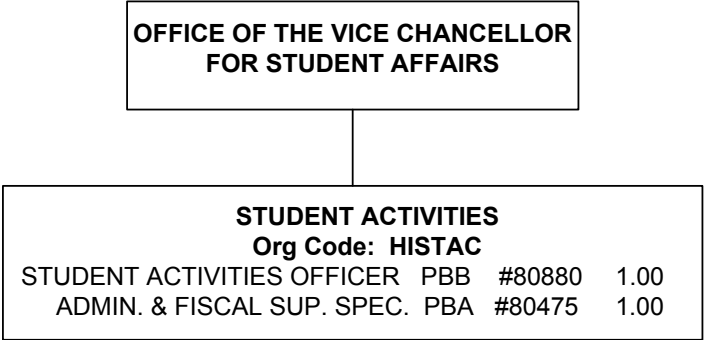 OFFICE OF THE VICE CHANCELLOR
FOR STUDENT AFFAIRS
STUDENT ACTIVITIES
Org Code: HISTAC
STUDENT ACTIVITIES OFFICER PBB #80880 1.00
ADMIN. & FISCAL SUP. SPEC. PBA #80475 1.00